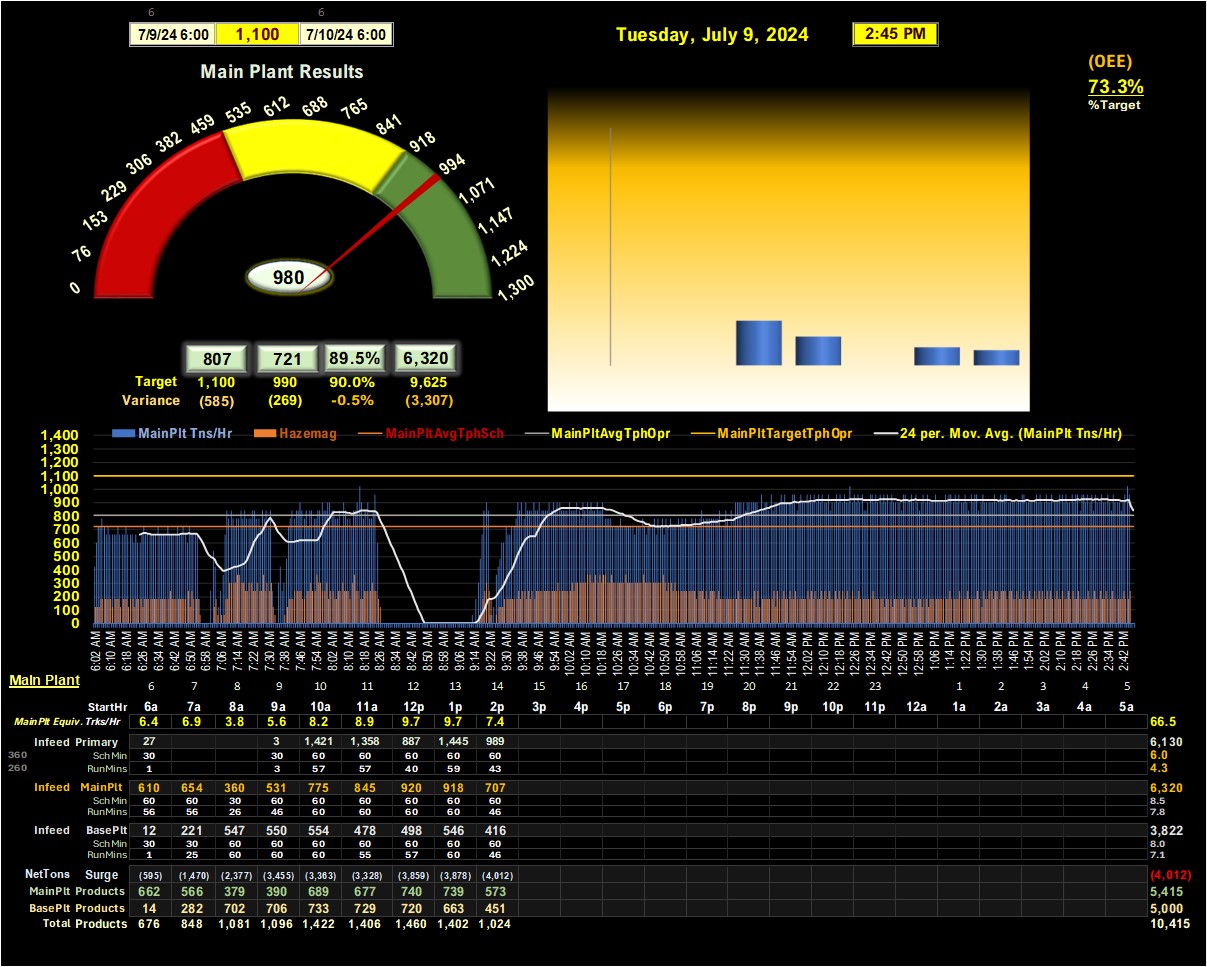 6 6
7/9/24 6:00 1,100 7/10/24 6:00
Tuesday, July 9, 2024 2:45 PM
(OEE)
73.3%
%Target
Main Plant Results
0 76 153 229 306 382 459 535 612 688 765 841 918 994 1,071 1,147 1,224 1,300
980
807 721 89.5% 6,320
Target 1,100 990 90.0% 9,625
Variance (585) (269) -0.5% (3,307)
MainPlt Tns/Hr Hazemag MainPltAvgTphSch MainPltAvgTphOpr MainPltTargetTphOpr 24 per. Mov. Avg. (MainPlt Tns/Hr)
1,400
1,300
1,200
1,100
1,000
900
800
700
600
500
400
300
200
100
0
6:02 AM 6:10 AM 6:18 AM 6:26 AM 6:34 AM 6:42 AM 6:50 AM 6:58 AM 7:06 AM 7:14 AM 7:22 AM 7:30 AM 7:38 AM 7:46 AM 7:54 AM 8:02 AM 8:10 AM 8:18 AM 8:26 AM 8:34 AM 8:42 AM 8:50 AM 8:58 AM 9:06 AM 9:14 AM 9:22 AM 9:30 AM 9:38 AM 9:46 AM 9:54 AM 10:02 AM 10:10 AM 10:18 AM 10:26 AM 10:34 AM 10:42 AM 10:50 AM 10:58 AM 11:06 AM 11:14 AM 11:22 AM 11:30 AM 11:38 AM 11:46 AM 11:54 AM 12:02 PM 12:10 PM 12:18 PM 12:26 PM 12:34 PM 12:42 PM 12:50 PM 12:58 PM 1:06 PM 1:14 PM 1:22 PM 1:30 PM 1:38 PM 1:46 PM 1:54 PM 2:02 PM 2:10 PM 2:18 PM 2:26 PM 2:34 PM 2:42 PM
Main Plant 6 7 8 9 10 11 12 13 14 15 16 17 18 19 20 21 22 23 1 2 3 4 5
StartHr 6a 7a 8a 9a 10a 11a 12p 1p 2p 3p 4p 5p 6p 7p 8p 9p 10p 11p 12a 1a 2a 3a 4a 5a
MainPlt Equiv. Trks/Hr 6.4 6.9 3.8 5.6 8.2 8.9 9.7 9.7 7.4 66.5
Infeed Primary 27 3 1,421 1,358 887 1,445 989 6,130
360 Sch Min 30 30 60 60 60 60 60 6.0
260 RunMins 1 3 57 57 40 59 43 4.3
Infeed MainPlt 610 654 360 531 775 845 920 918 707 6,320
Sch Min 60 60 30 60 60 60 60 60 60 8.5
RunMins 56 56 26 46 60 60 60 60 46 7.8
Infeed BasePlt 12 221 547 550 554 478 498 546 416 3,822
Sch Min 30 30 60 60 60 60 60 60 60 8.0
RunMins 1 25 60 60 60 55 57 60 46 7.1
NetTons Surge (595) (1,470) (2,377) (3,455) (3,363) (3,328) (3,859) (3,878) (4,012) (4,012)
MainPlt Products 662 566 379 390 689 677 740 739 573 5,415
BasePlt Products 14 282 702 706 733 729 720 663 451 5,000
Total Products 676 848 1,081 1,096 1,422 1,406 1,460 1,402 1,024 10,415